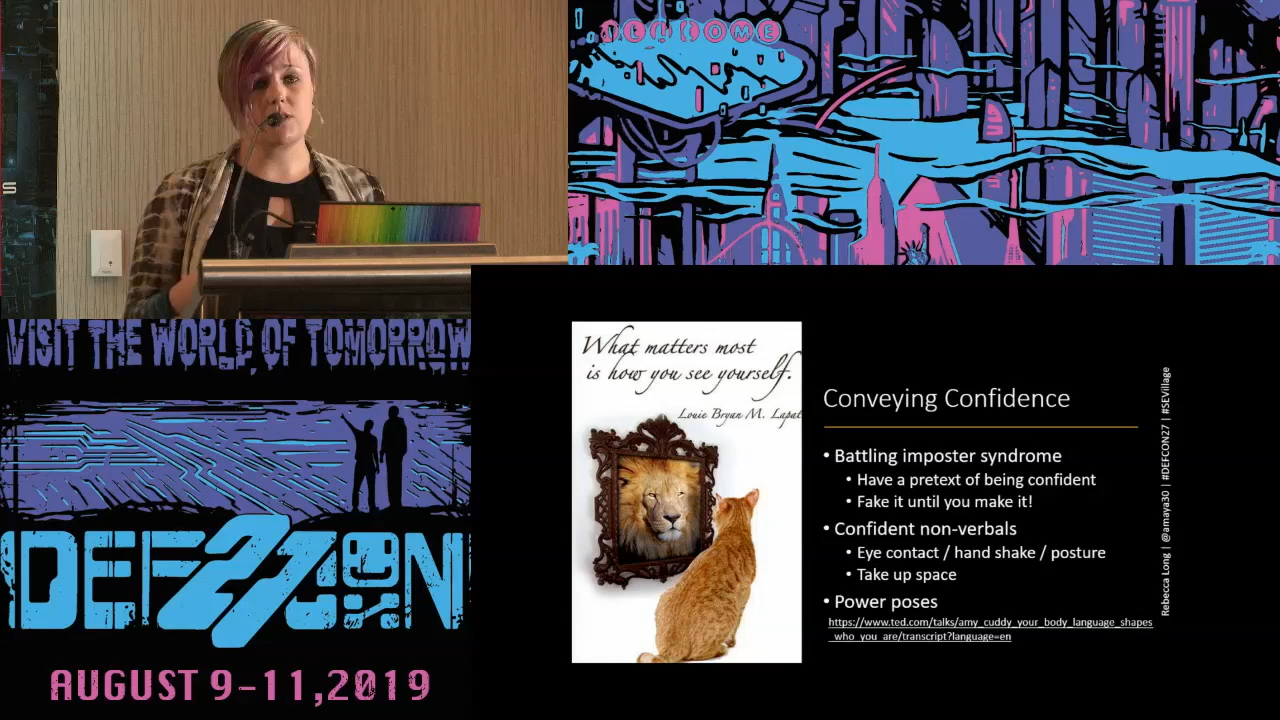 WELCOME
VISIT THE WORLD OF TOMORROW
DEF CON
27
AUGUST 9-11,2019
What matters most
is how you see yourself.
Louie Bryan M. Lapat
Conveying Confidence
• Battling imposter syndrome
• Have a pretext of being confident
• Fake it until you make it!
• Confident non-verbals
• Eye contact / hand shake / posture
• Take up space
• Power poses
https://www.ted.com/talks/amy_cuddy_your_body_language_shapes
_who_you_are/transcript?language=en
Rebecca Long | @amaya30 | #DEFCON27 | #SEVillage